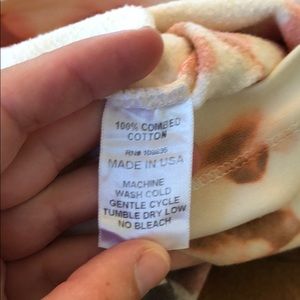 100% COMBED
COTTON
RN#
MADE IN USA
MACHINE
WASH COLD
GENTLE CYCLE
TUMBLE DRY LOW
NO BLEACH